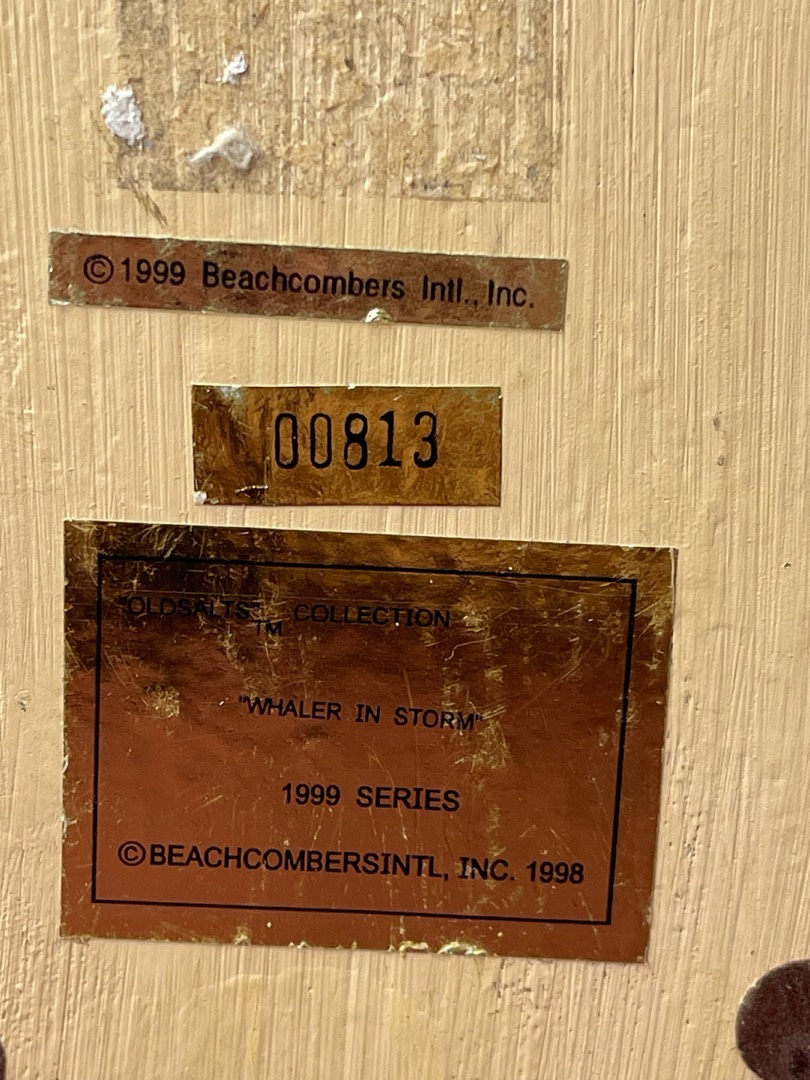 ©1999 Beachcombers Intl., Inc.
00813
"OLDSALTS"™ COLLECTION
"WHALER IN STORM"
1999 SERIES
©BEACHCOMBERSINTL, INC. 1998